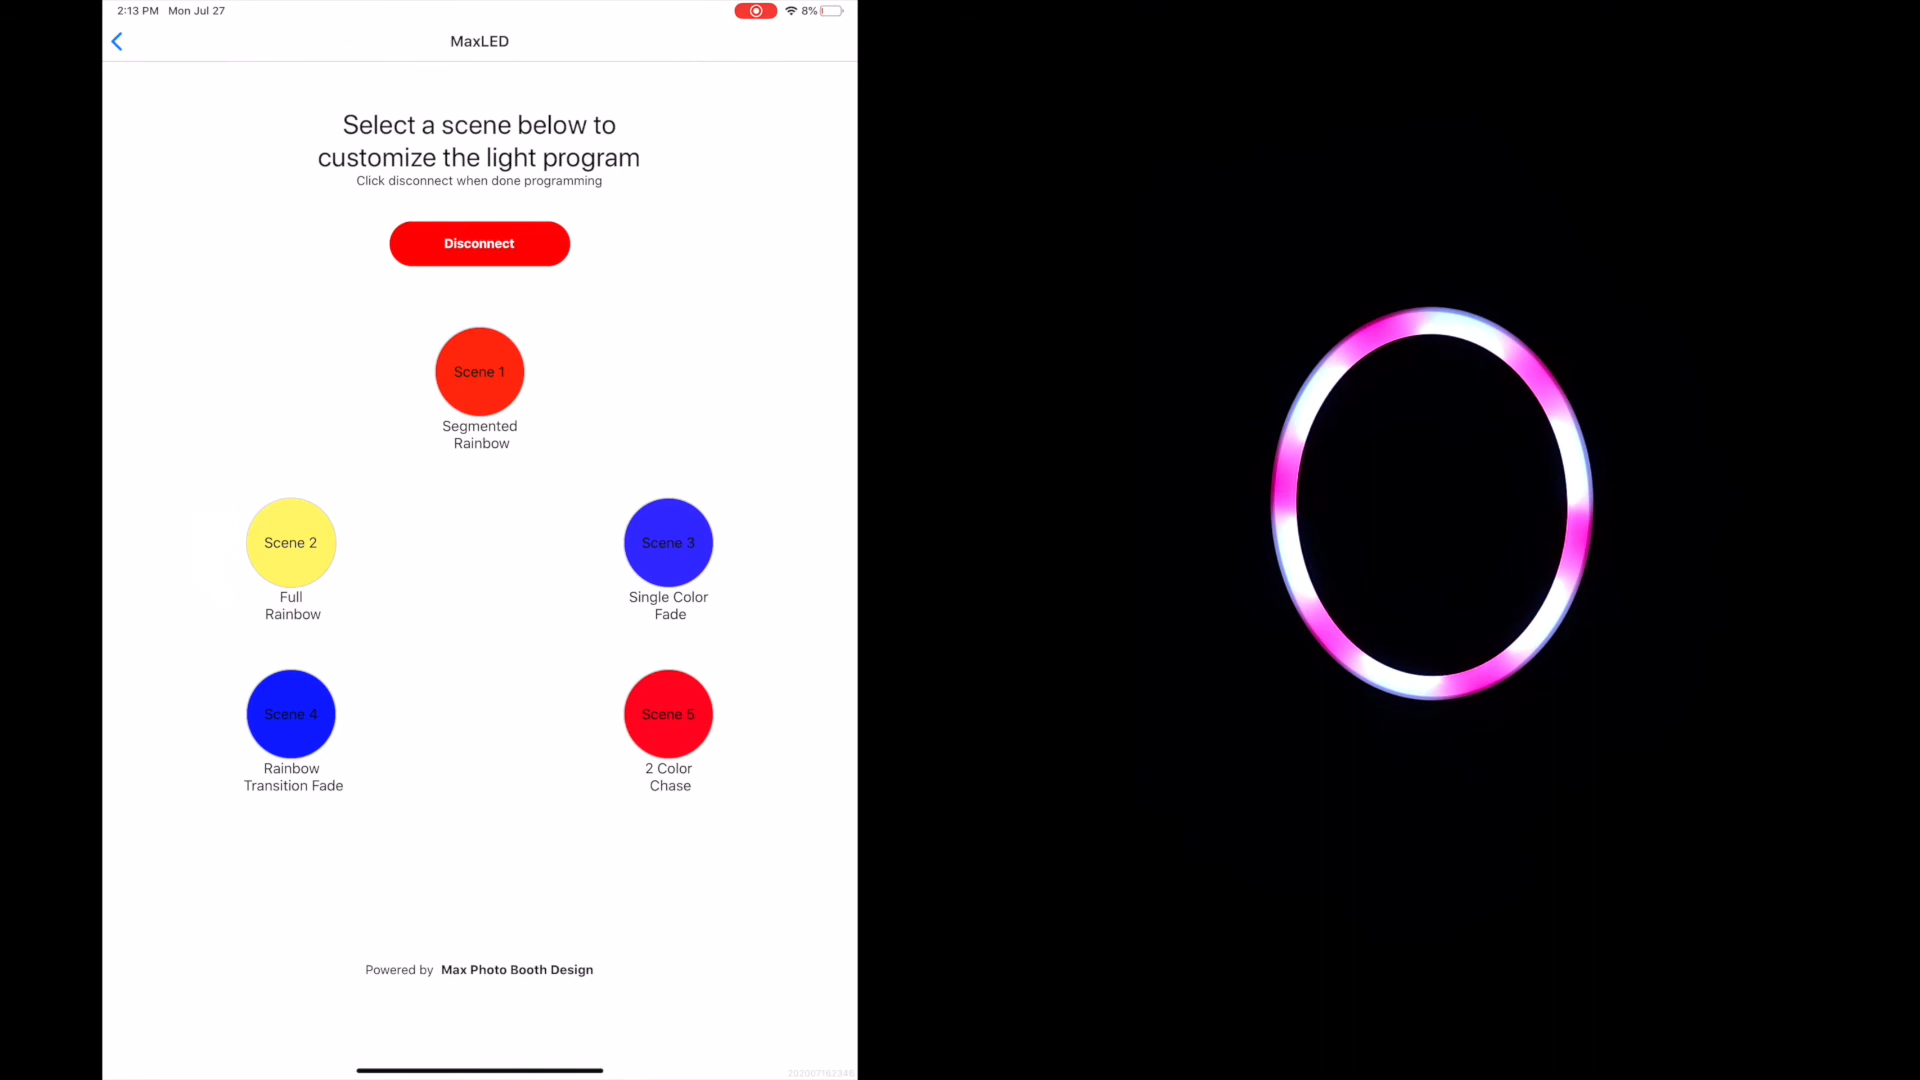 2:13 PM Mon Jul 27
8%
MaxLED
Select a scene below to
customize the light program
Click disconnect when done programming
Disconnect
Scene 1
Segmented
Rainbow
Scene 2
Full
Rainbow
Scene 3
Single Color
Fade
Scene 4
Rainbow
Transition Fade
Scene 5
2 Color
Chase
Powered by Max Photo Booth Design
202007162346